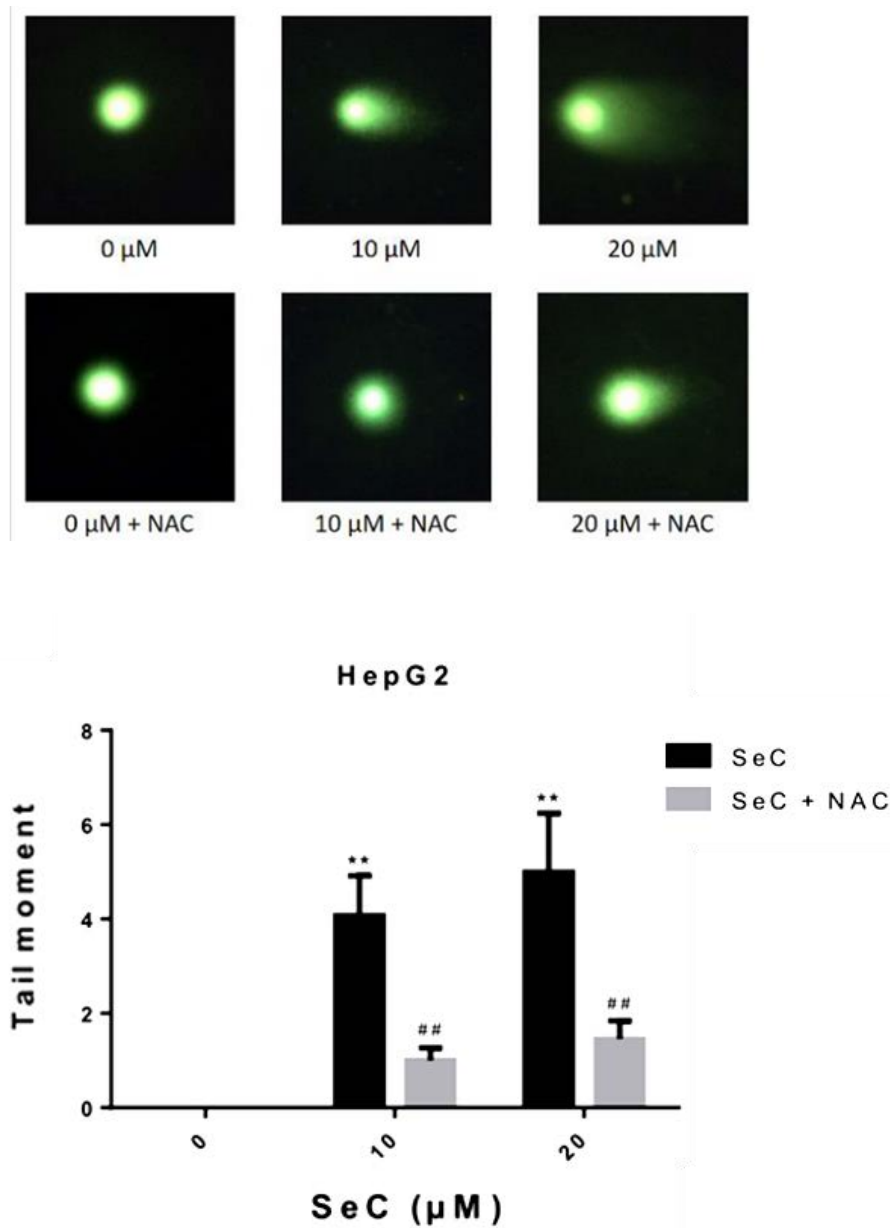 0 µM 10 µM 20 µM
0 µM + NAC 10 µM + NAC 20 µM + NAC
HepG2
8
6
4
2
0
Tail moment
** ##
** ##
0 10 20
SeC (µM)
SeC
SeC + NAC